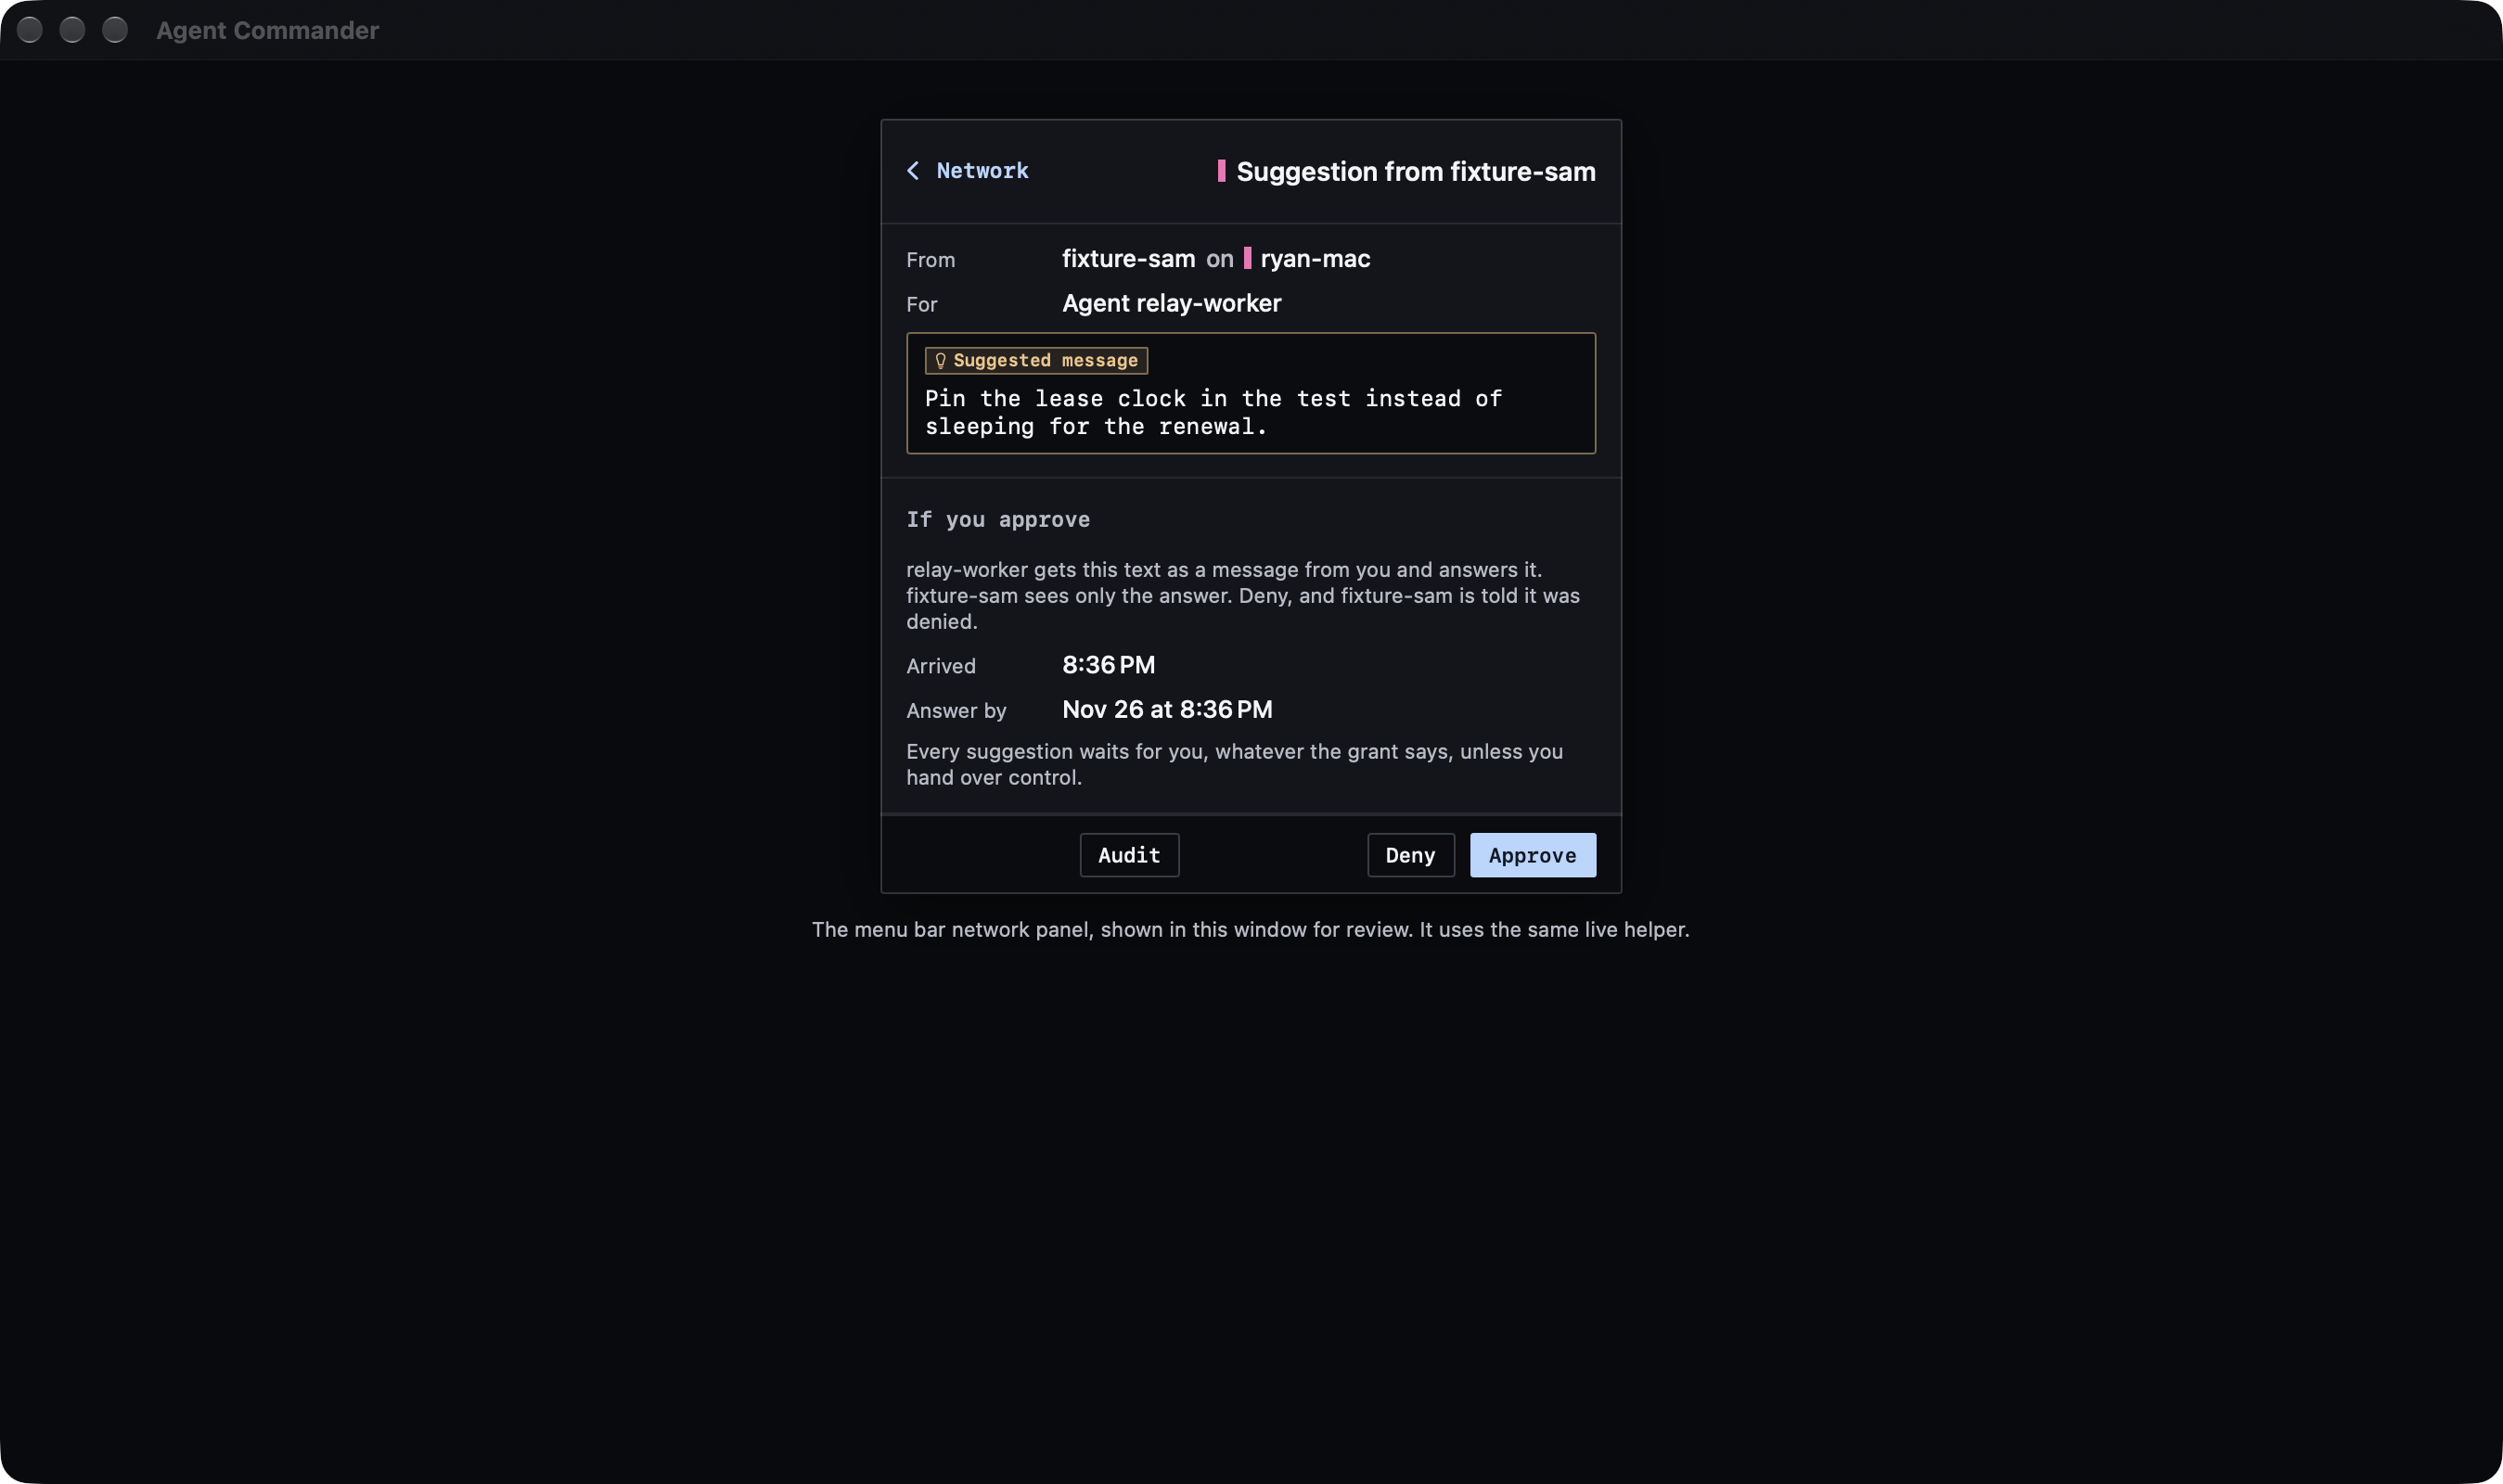 Agent Commander
Network
Suggestion from fixture-sam
From fixture-sam on ryan-mac
For Agent relay-worker
Suggested message
Pin the lease clock in the test instead of
sleeping for the renewal.
If you approve
relay-worker gets this text as a message from you and answers it.
fixture-sam sees only the answer. Deny, and fixture-sam is told it was
denied.
Arrived 8:36 PM
Answer by Nov 26 at 8:36 PM
Every suggestion waits for you, whatever the grant says, unless you
hand over control.
Audit Deny Approve
The menu bar network panel, shown in this window for review. It uses the same live helper.